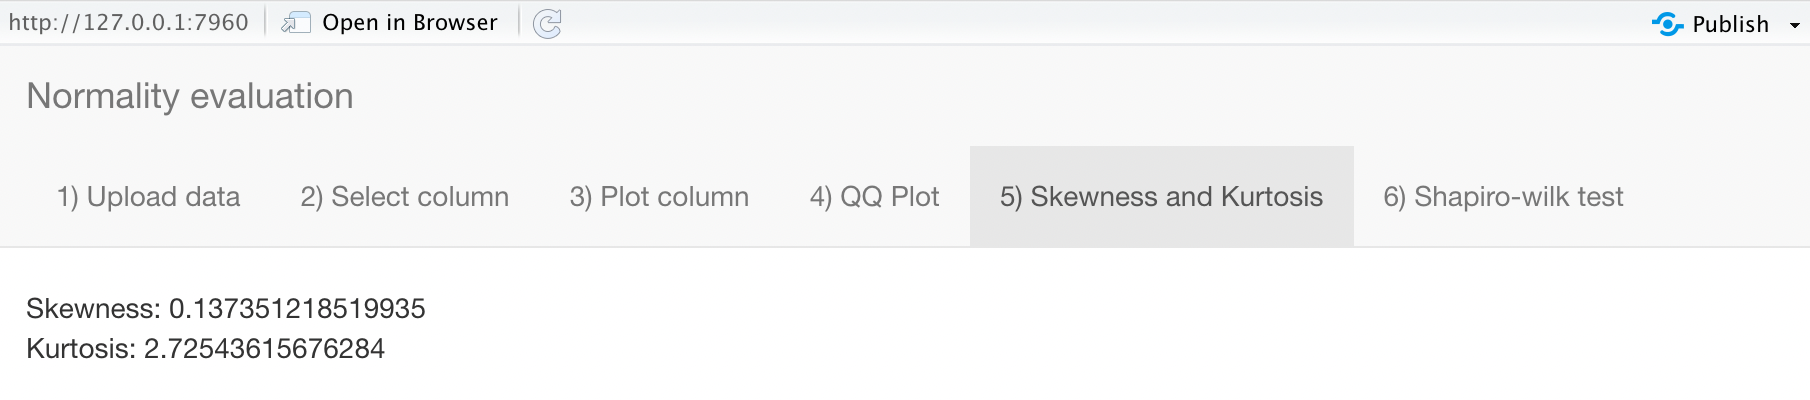 http://127.0.0.1:7960 Open in Browser Publish
Normality evaluation
1) Upload data 2) Select column 3) Plot column 4) QQ Plot 5) Skewness and Kurtosis 6) Shapiro-wilk test
Skewness: 0.137351218519935
Kurtosis: 2.72543615676284